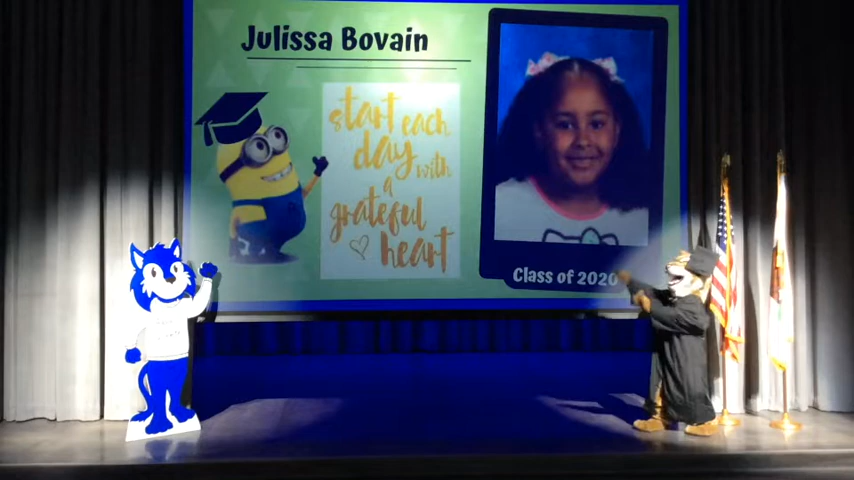 Julissa Bovain
start each
day with
a
grateful
heart
Class of 2020